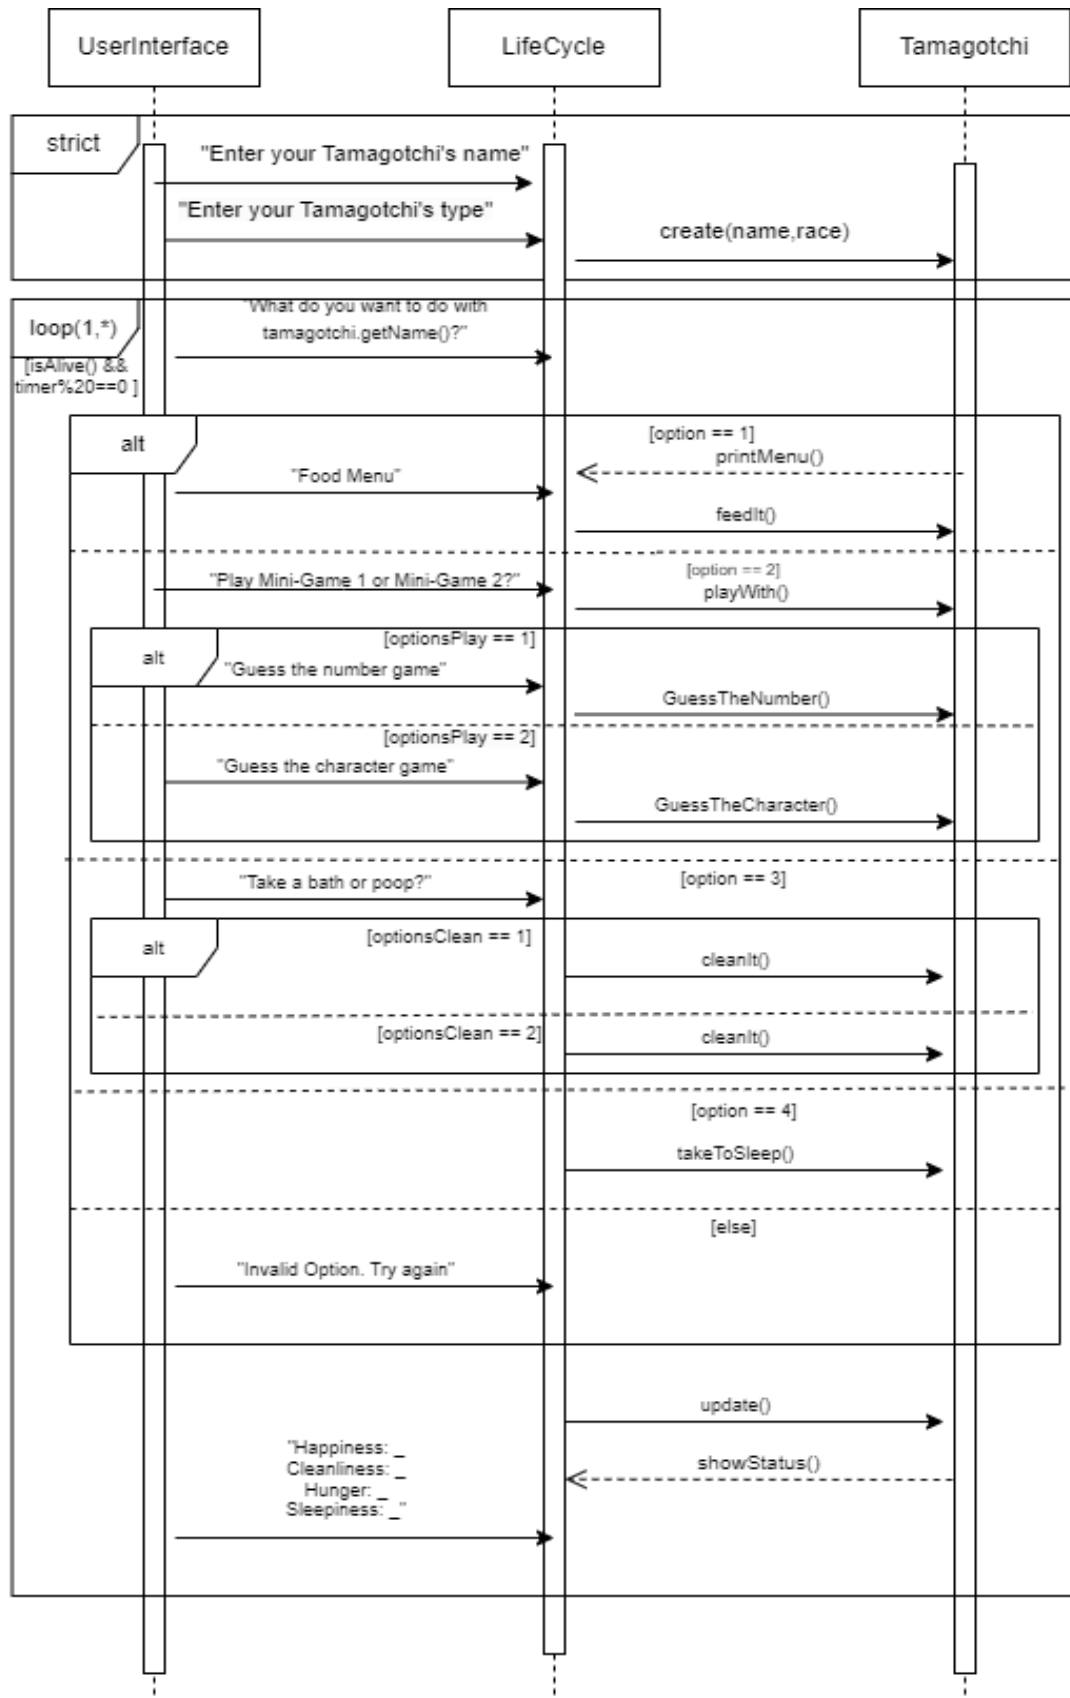 UserInterface
LifeCycle
Tamagotchi
strict
"Enter your Tamagotchi's name"
"Enter your Tamagotchi's type"
create(name,race)
loop(1,*)
[isAlive() &&
timer%20==0 ]
"What do you want to do with
tamagotchi.getName()?"
alt
[option == 1]
printMenu()
"Food Menu"
feedIt()
"Play Mini-Game 1 or Mini-Game 2?"
[option == 2]
playWith()
alt
[optionsPlay == 1]
"Guess the number game"
GuessTheNumber()
[optionsPlay == 2]
"Guess the character game"
GuessTheCharacter()
"Take a bath or poop?"
[option == 3]
alt
[optionsClean == 1]
cleanIt()
[optionsClean == 2]
cleanIt()
[option == 4]
takeToSleep()
[else]
"Invalid Option. Try again"
update()
"Happiness: _
Cleanliness: _
Hunger: _
Sleepiness: _"
showStatus()